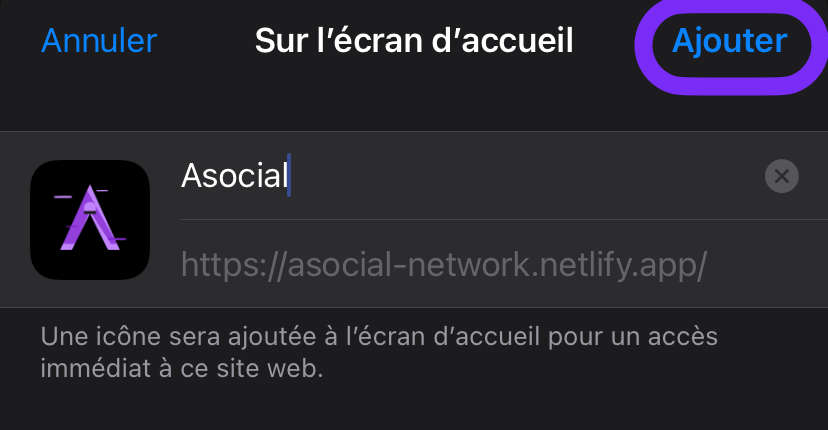 Annuler Sur l’écran d’accueil Ajouter
Asocial
https://asocial-network.netlify.app/
Une icône sera ajoutée à l’écran d’accueil pour un accès
immédiat à ce site web.